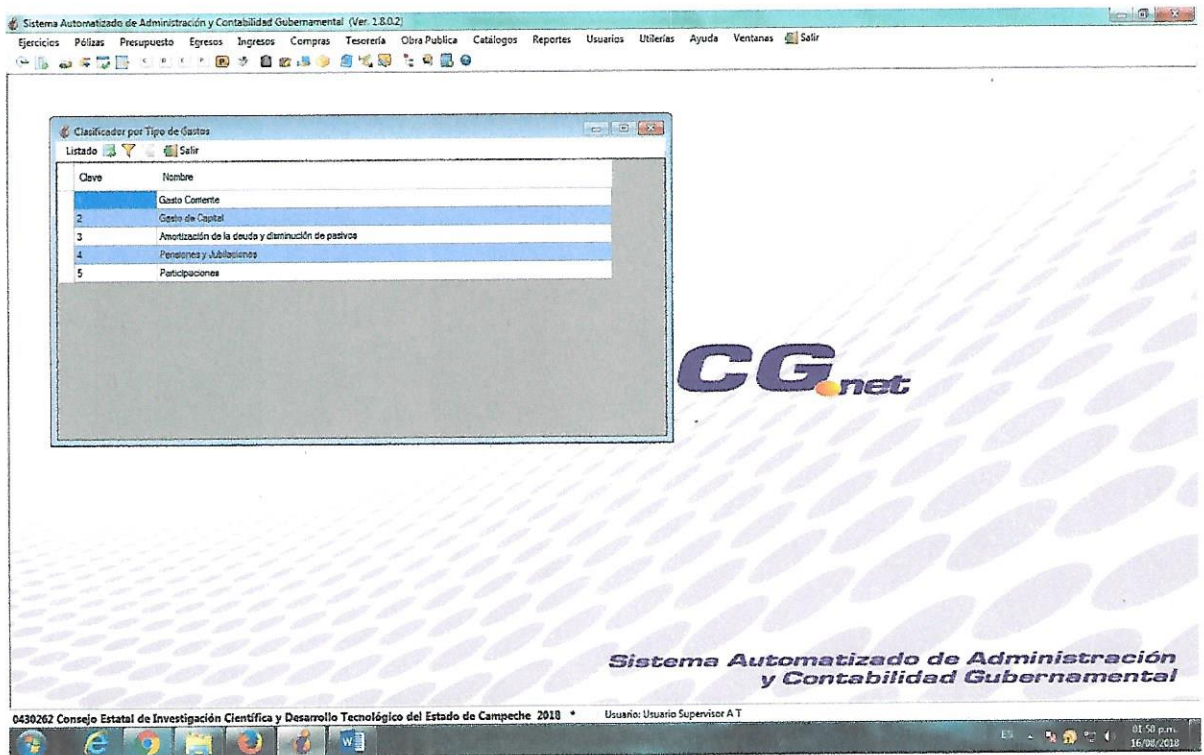 Sistema Automatizado de Administración y Contabilidad Gubernamental (Ver. 1.8.0.2)
Ejercicios Pólizas Presupuesto Egresos Ingresos Compras Tesorería Obra Publica Catálogos Reportes Usuarios Utilerías Ayuda Ventanas Salir
Clasificador por Tipo de Gastos
Listado Salir
Clave Nombre
Gasto Corriente
2 Gasto de Capital
3 Amortización de la deuda y disminución de pasivos
4 Pensiones y Jubilaciones
5 Participaciones
CG.net
Sistema Automatizado de Administración
y Contabilidad Gubernamental
0430262 Consejo Estatal de Investigación Científica y Desarrollo Tecnológico del Estado de Campeche 2018 * Usuario: Usuario Supervisor A T
ES 01:50 p.m.
16/08/2018